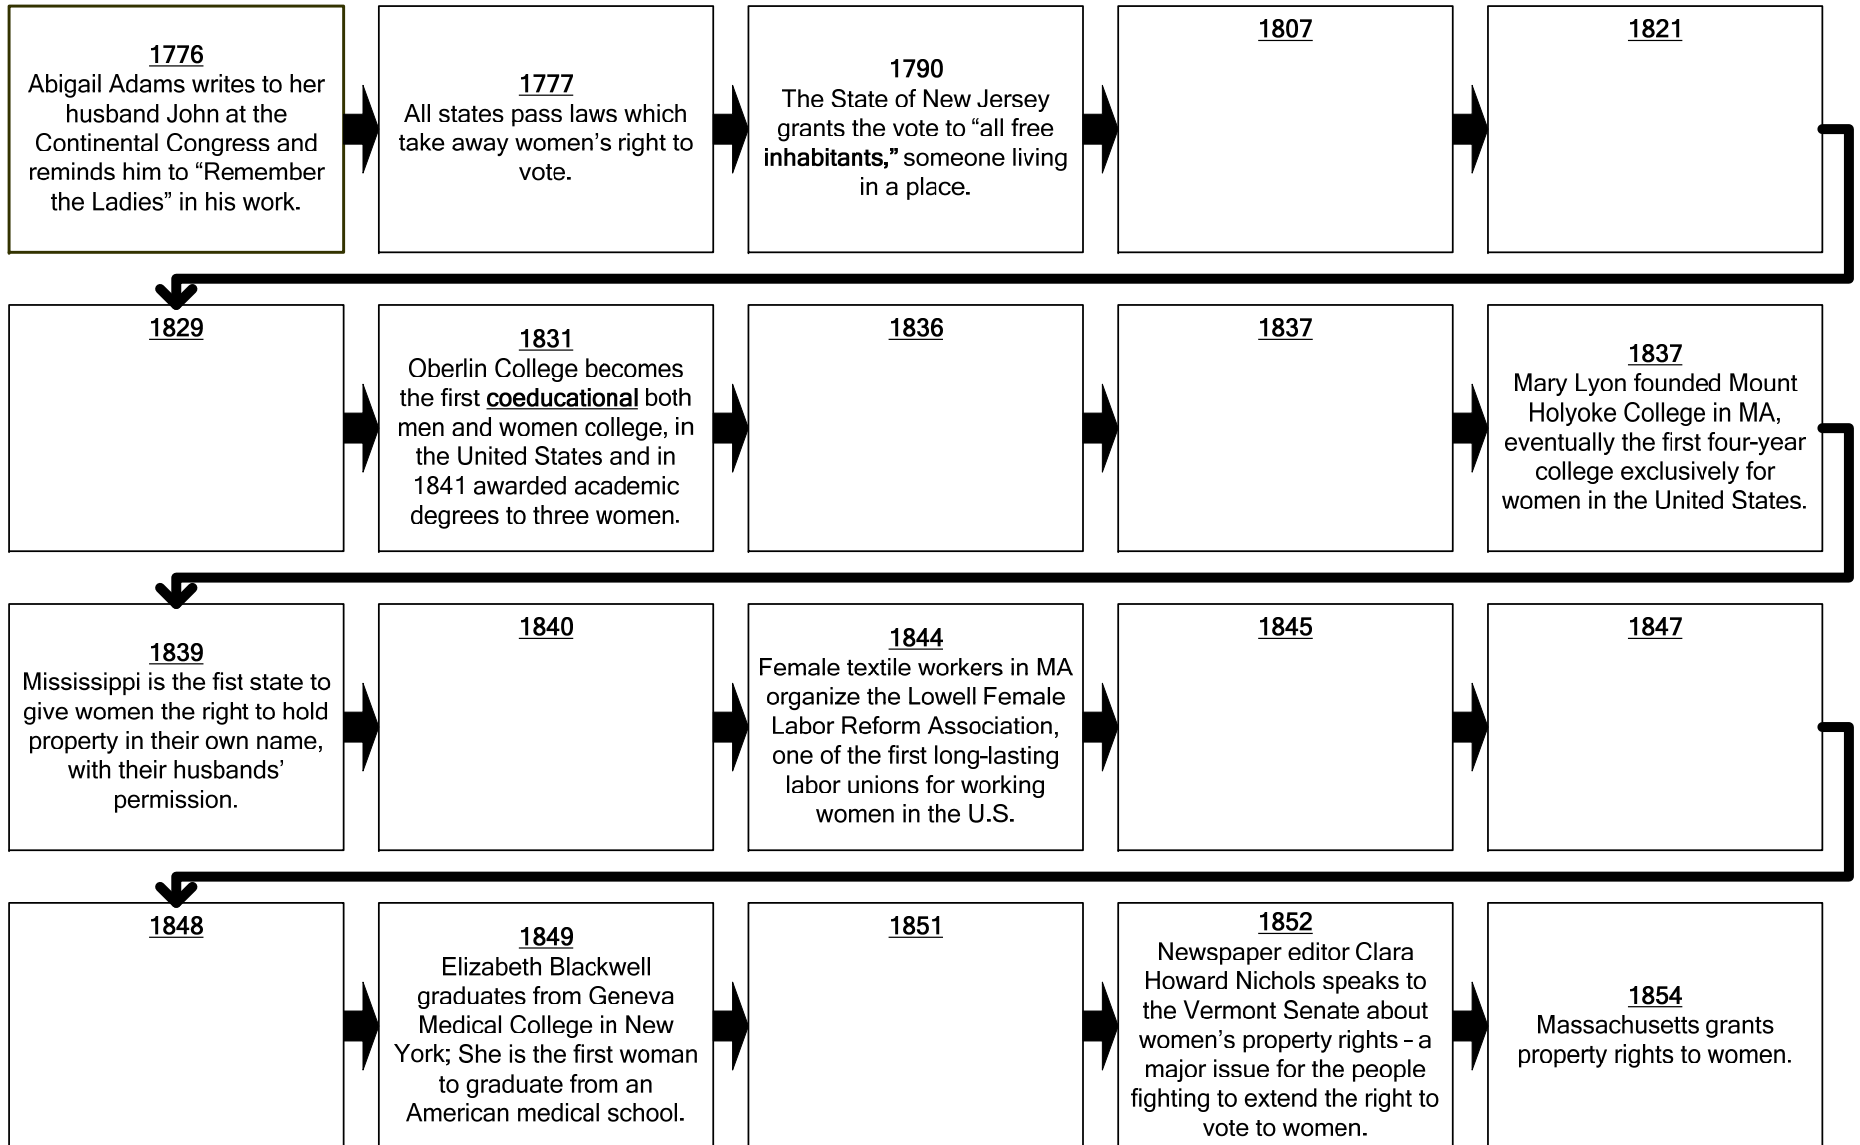 1776
Abigail Adams writes to her
husband John at the
Continental Congress and
reminds him to “Remember
the Ladies” in his work.
1777
All states pass laws which
take away women’s right to
vote.
1790
The State of New Jersey
grants the vote to “all free
inhabitants,” someone living
in a place.
1807
1821
1829
1831
Oberlin College becomes
the first coeducational both
men and women college, in
the United States and in
1841 awarded academic
degrees to three women.
1836
1837
1837
Mary Lyon founded Mount
Holyoke College in MA,
eventually the first four-year
college exclusively for
women in the United States.
1839
Mississippi is the fist state to
give women the right to hold
property in their own name,
with their husbands’
permission.
1840
1844
Female textile workers in MA
organize the Lowell Female
Labor Reform Association,
one of the first long-lasting
labor unions for working
women in the U.S.
1845
1847
1848
1849
Elizabeth Blackwell
graduates from Geneva
Medical College in New
York; She is the first woman
to graduate from an
American medical school.
1851
1852
Newspaper editor Clara
Howard Nichols speaks to
the Vermont Senate about
women’s property rights – a
major issue for the people
fighting to extend the right to
vote to women.
1854
Massachusetts grants
property rights to women.